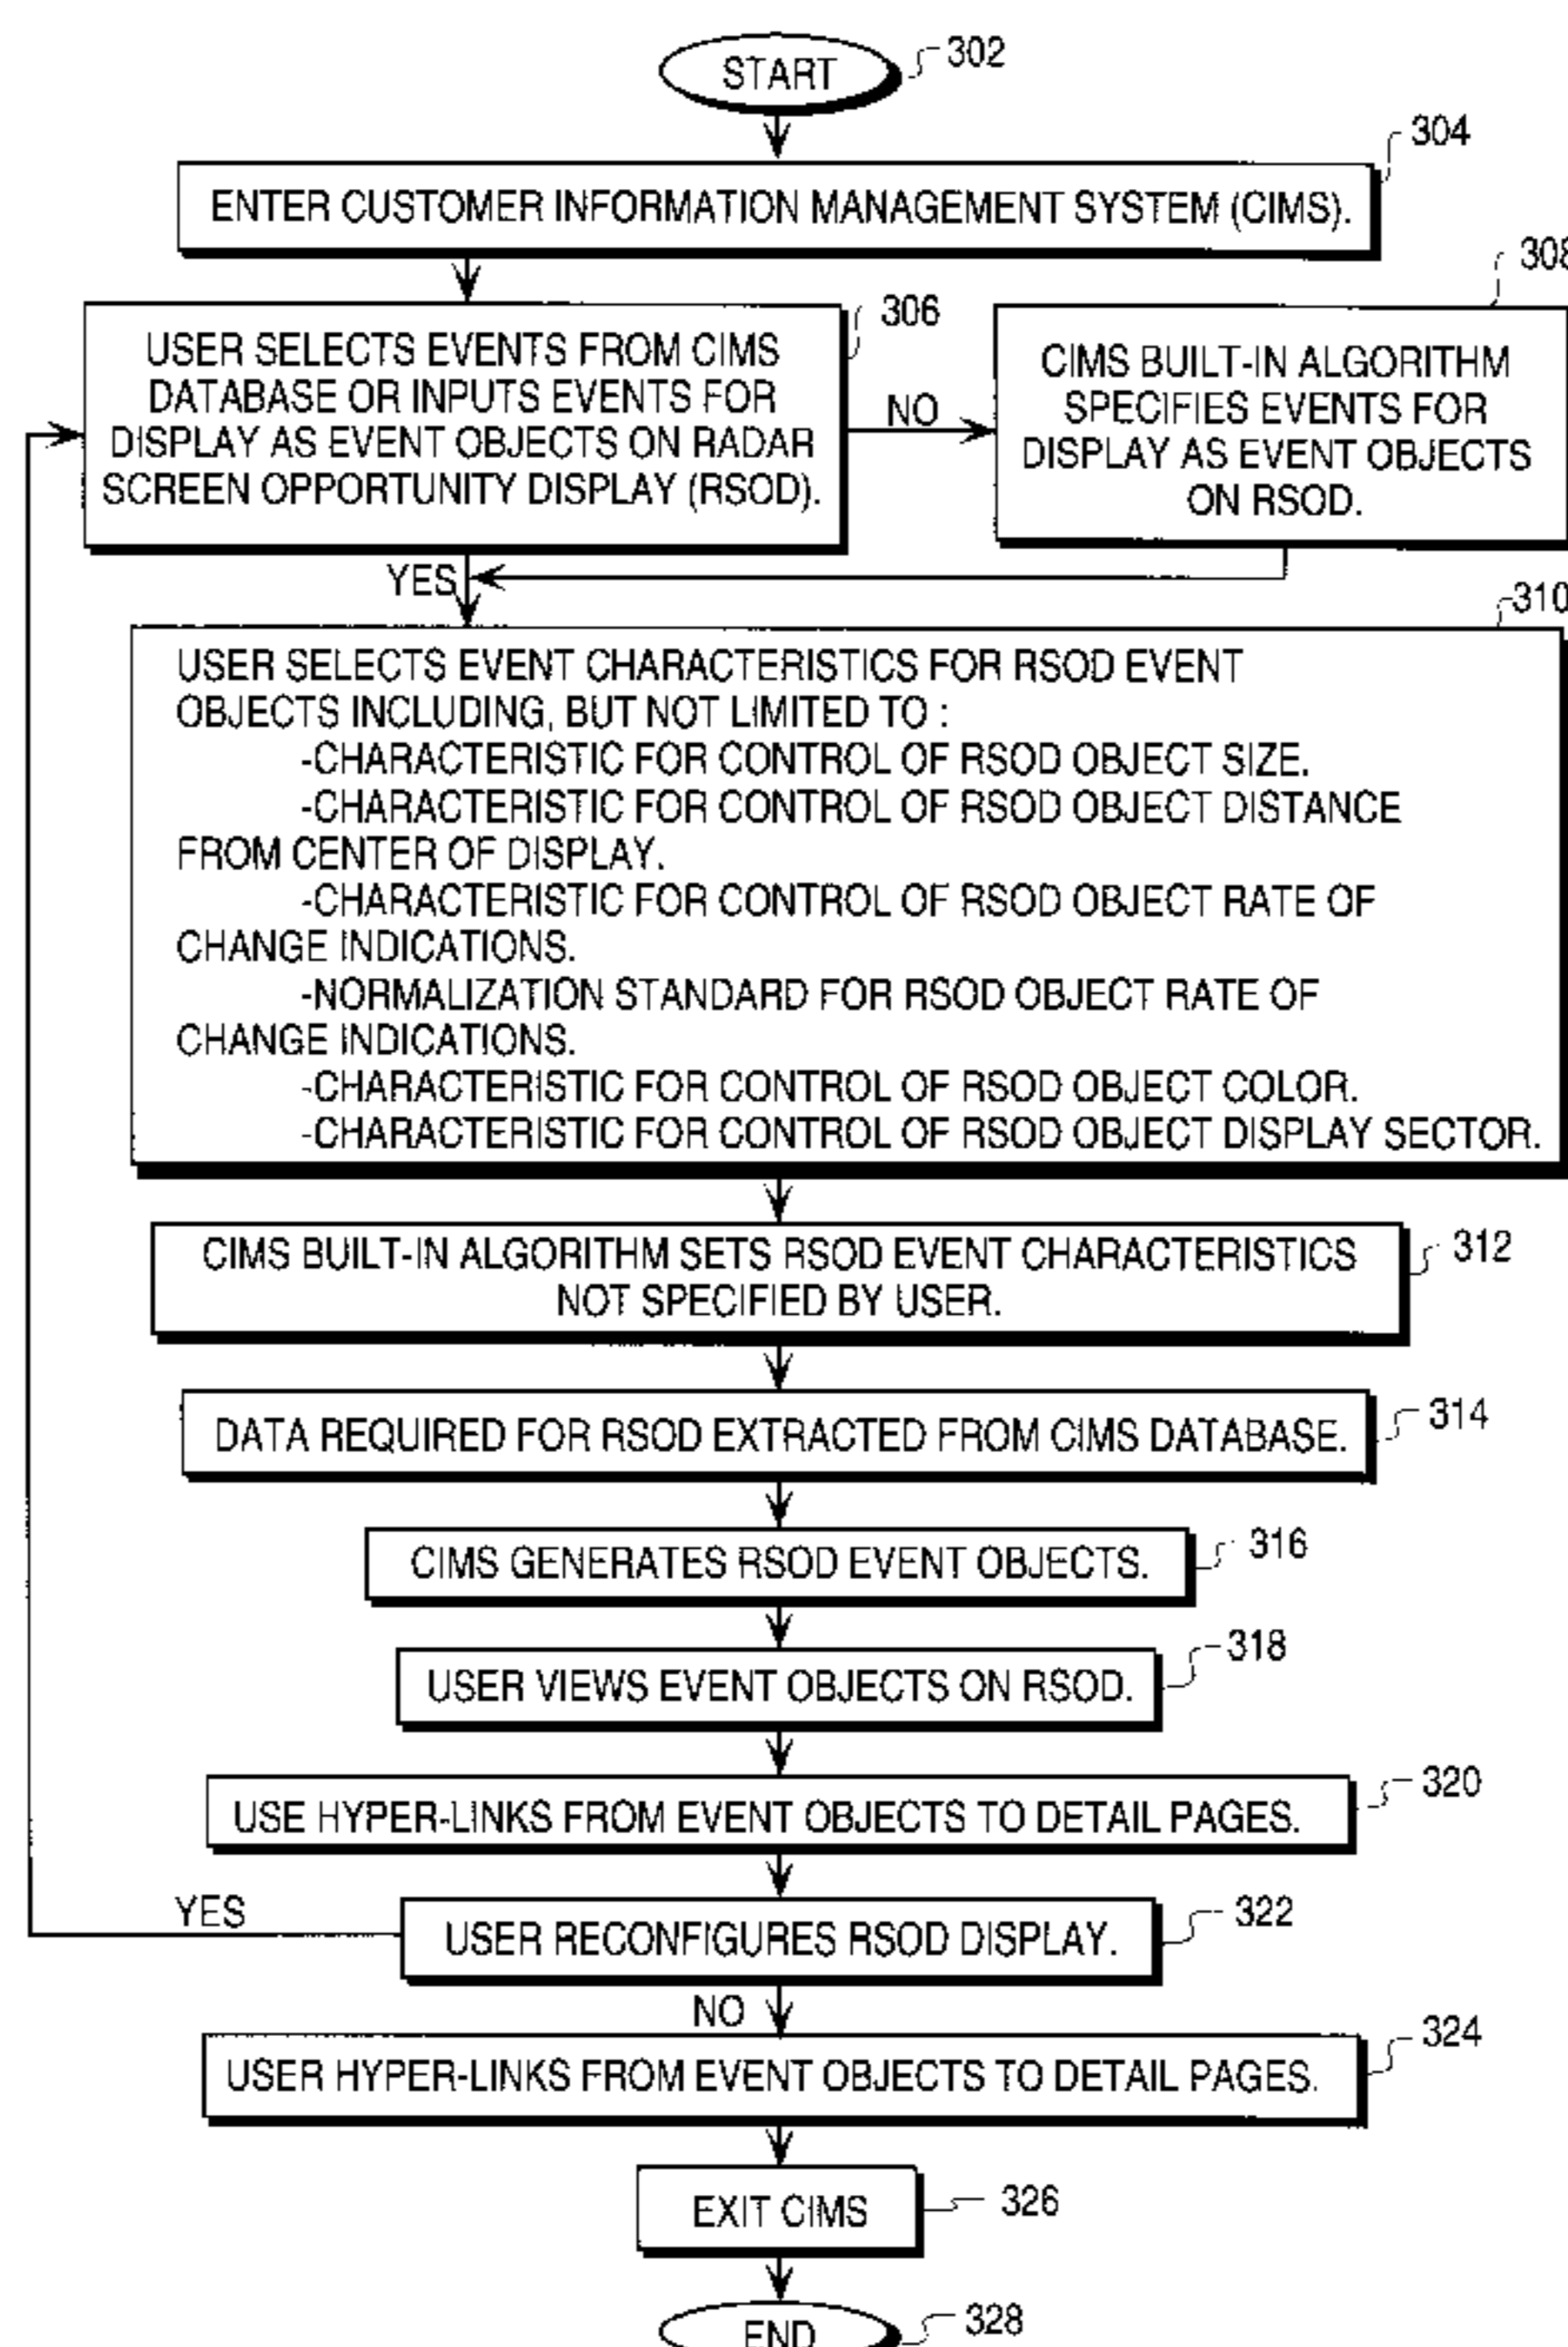 START
302
304
ENTER CUSTOMER INFORMATION MANAGEMENT SYSTEM (CIMS).
306
USER SELECTS EVENTS FROM CIMS
DATABASE OR INPUTS EVENTS FOR
DISPLAY AS EVENT OBJECTS ON RADAR
SCREEN OPPORTUNITY DISPLAY (RSOD).
NO
308
CIMS BUILT-IN ALGORITHM
SPECIFIES EVENTS FOR
DISPLAY AS EVENT OBJECTS
ON RSOD.
YES
310
USER SELECTS EVENT CHARACTERISTICS FOR RSOD EVENT
OBJECTS INCLUDING, BUT NOT LIMITED TO :
-CHARACTERISTIC FOR CONTROL OF RSOD OBJECT SIZE.
-CHARACTERISTIC FOR CONTROL OF RSOD OBJECT DISTANCE
FROM CENTER OF DISPLAY.
-CHARACTERISTIC FOR CONTROL OF RSOD OBJECT RATE OF
CHANGE INDICATIONS.
-NORMALIZATION STANDARD FOR RSOD OBJECT RATE OF
CHANGE INDICATIONS.
-CHARACTERISTIC FOR CONTROL OF RSOD OBJECT COLOR.
-CHARACTERISTIC FOR CONTROL OF RSOD OBJECT DISPLAY SECTOR.
CIMS BUILT-IN ALGORITHM SETS RSOD EVENT CHARACTERISTICS
NOT SPECIFIED BY USER.
312
DATA REQUIRED FOR RSOD EXTRACTED FROM CIMS DATABASE.
314
CIMS GENERATES RSOD EVENT OBJECTS.
316
USER VIEWS EVENT OBJECTS ON RSOD.
318
USE HYPER-LINKS FROM EVENT OBJECTS TO DETAIL PAGES.
320
YES
USER RECONFIGURES RSOD DISPLAY.
322
NO
USER HYPER-LINKS FROM EVENT OBJECTS TO DETAIL PAGES.
324
EXIT CIMS
326
END
328